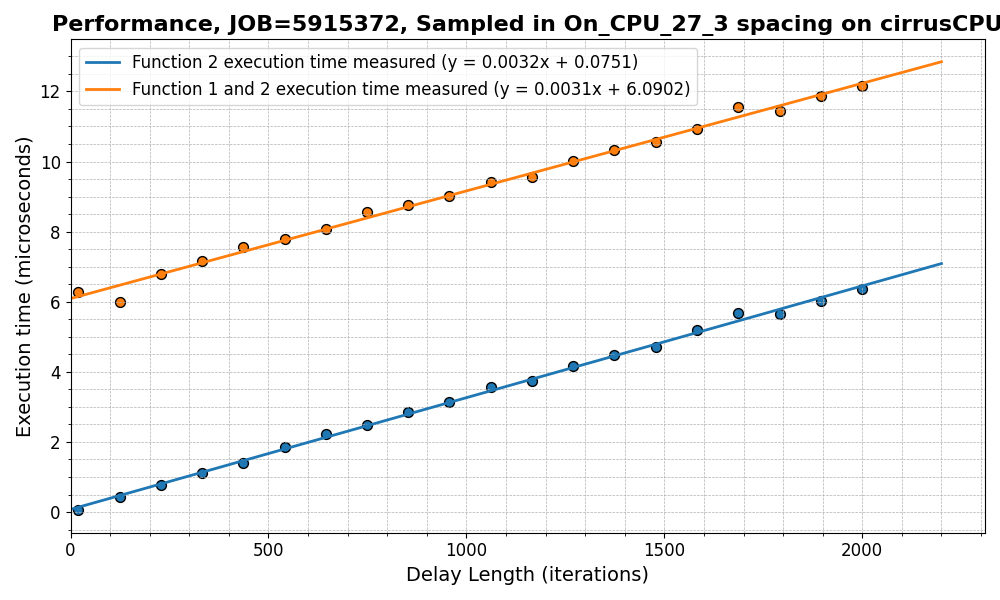 Performance, JOB=5915372, Sampled in On_CPU_27_3 spacing on cirrusCPU
Function 2 execution time measured (y = 0.0032x + 0.0751)
Function 1 and 2 execution time measured (y = 0.0031x + 6.0902)
Execution time (microseconds)
12
10
8
6
4
2
0
0 500 1000 1500 2000
Delay Length (iterations)